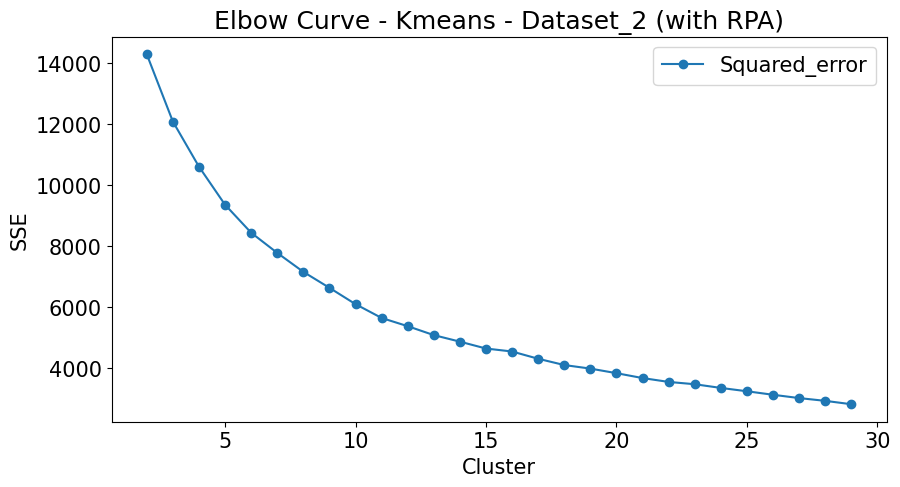 Elbow Curve - Kmeans - Dataset_2 (with RPA)
Squared_error
14000
12000
10000
8000
6000
4000
SSE
5 10 15 20 25 30
Cluster